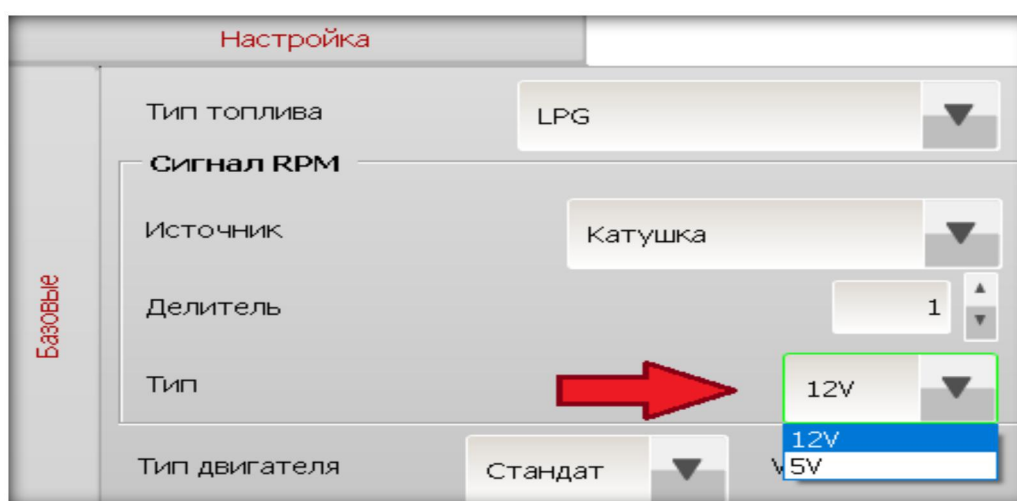 Настройка
Базовые
Тип топлива LPG
Сигнал RPM
Источник Катушка
Делитель 1
Тип 12V
12V
5V
Тип двигателя Стандат